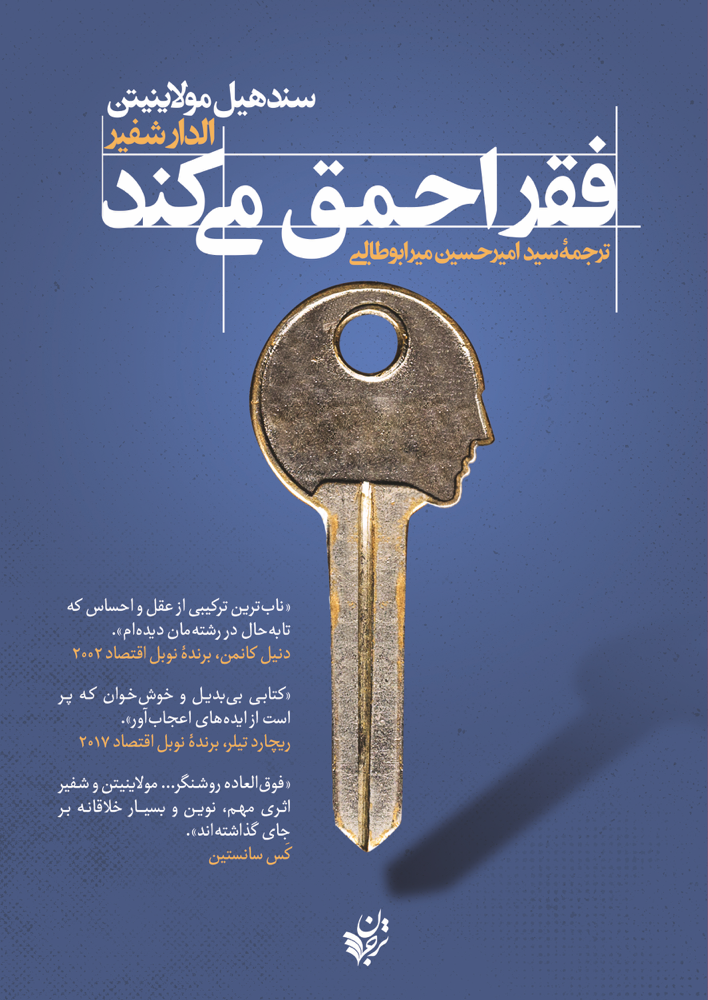 سندهیل مولاینیتن
الدار شفیر
فقر احمق می‌کند
ترجمهٔ سید امیرحسین میرابوطالبی
«ناب‌ترین ترکیبی از عقل و احساس که
تابه‌حال در رشته‌مان دیده‌ام».
دنیل کانمن، برندهٔ نوبل اقتصاد ۲۰۰۲
«کتابی بی‌بدیل و خوش‌خوان که پر
است از ایده‌های اعجاب‌آور».
ریچارد تیلر، برندهٔ نوبل اقتصاد ۲۰۱۷
«فوق‌العاده روشنگر... مولاینیتن و شفیر
اثری مهم، نوین و بسیار خلاقانه بر
جای گذاشته‌اند».
کَس سانستین
ترجمان